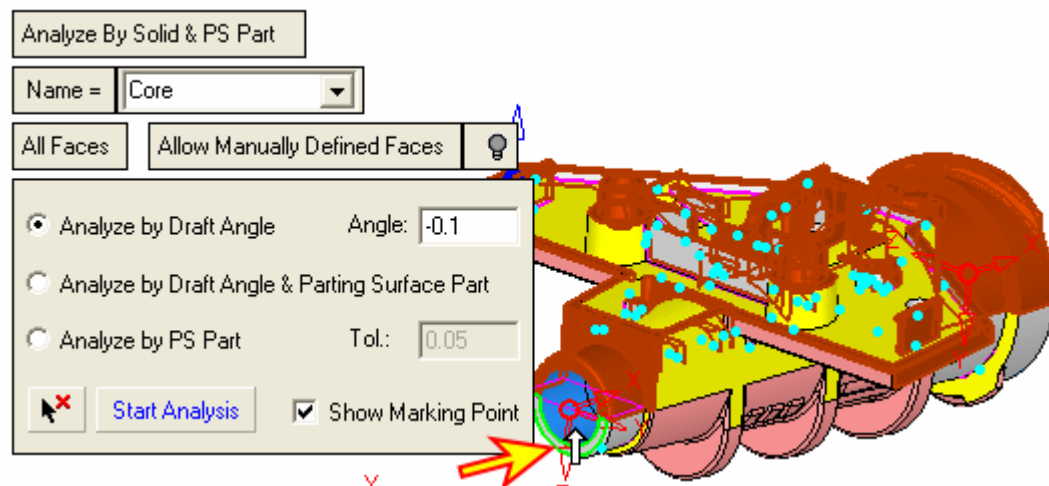 Analyze By Solid & PS Part
Name = Core
All Faces Allow Manually Defined Faces
Analyze by Draft Angle Angle: -0.1
Analyze by Draft Angle & Parting Surface Part
Analyze by PS Part Tol.: 0.05
Start Analysis Show Marking Point
X
X
Y